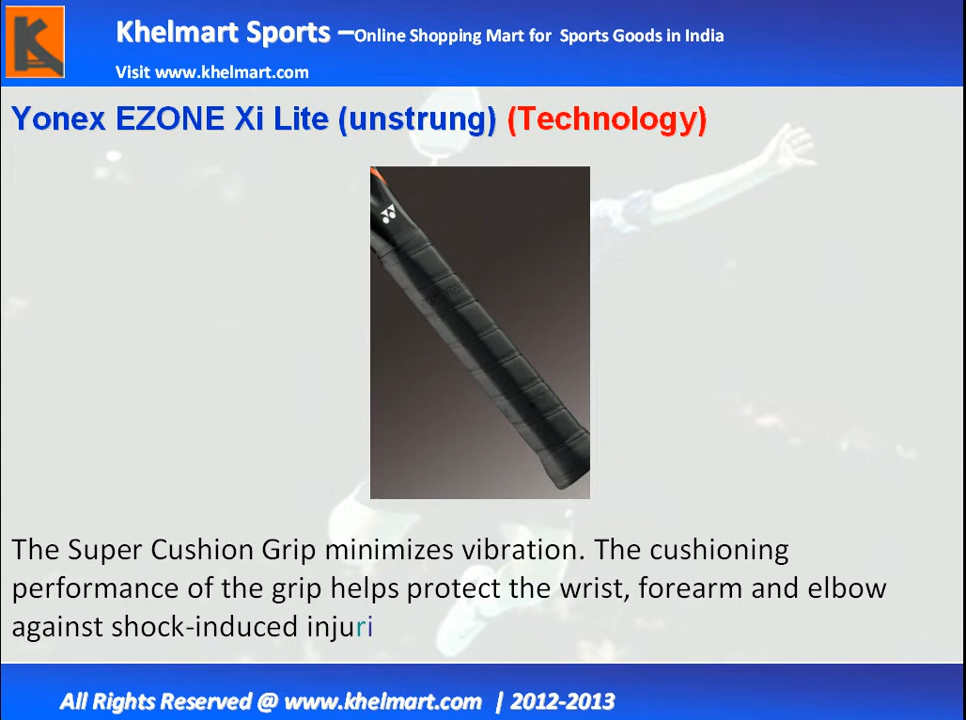 Khelmart Sports –Online Shopping Mart for Sports Goods in India
Visit www.khelmart.com
Yonex EZONE Xi Lite (unstrung) (Technology)
The Super Cushion Grip minimizes vibration. The cushioning
performance of the grip helps protect the wrist, forearm and elbow
against shock-induced injuri
All Rights Reserved @ www.khelmart.com | 2012-2013